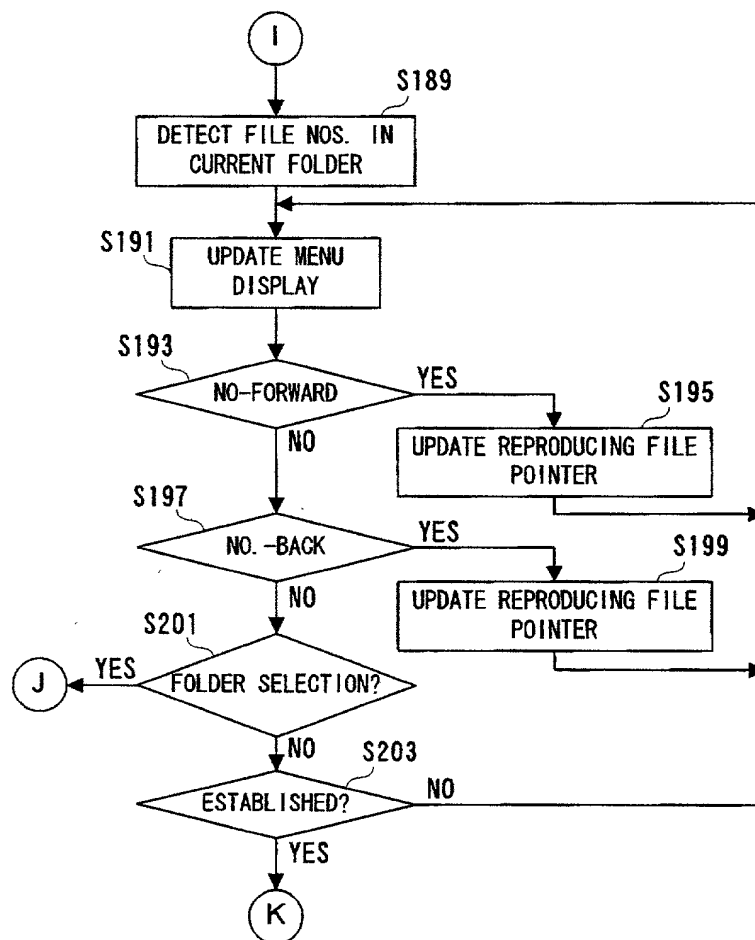 I
S189
DETECT FILE NOS. IN
CURRENT FOLDER
S191
UPDATE MENU
DISPLAY
S193
NO-FORWARD
YES
NO
S195
UPDATE REPRODUCING FILE
POINTER
S197
NO.-BACK
YES
NO
S199
UPDATE REPRODUCING FILE
POINTER
S201
FOLDER SELECTION?
YES
J
NO
S203
ESTABLISHED?
NO
YES
K